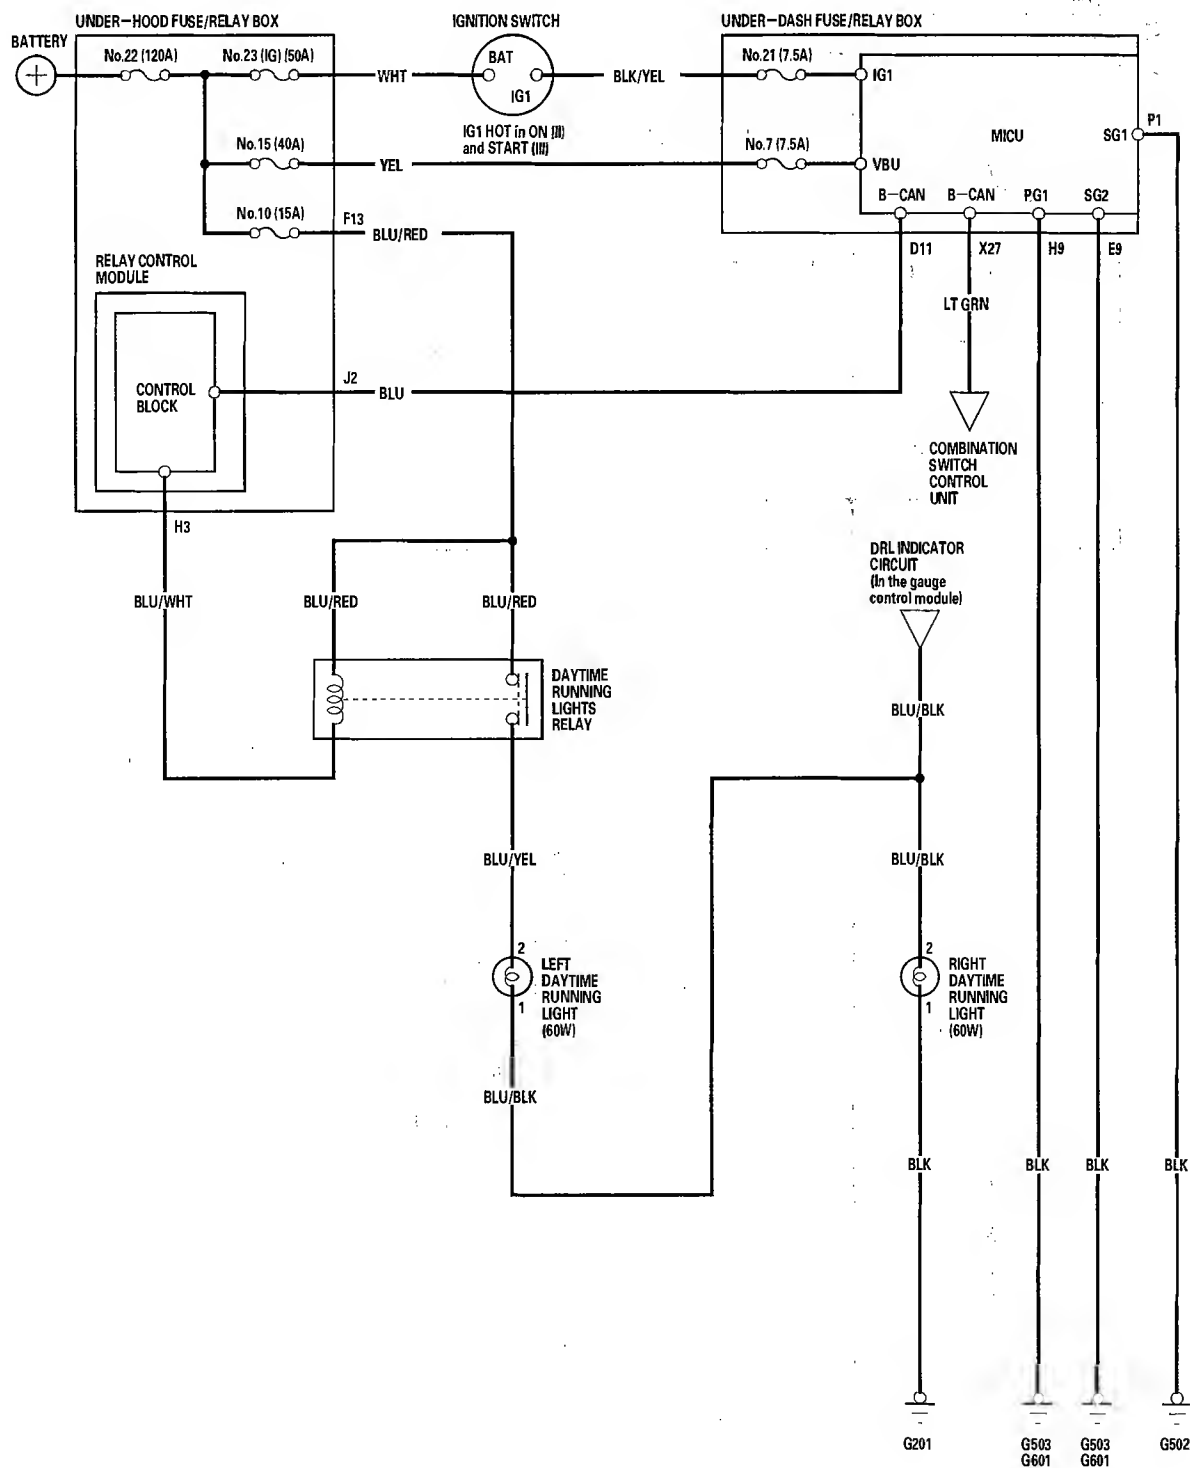 UNDER-HOOD FUSE/RELAY BOX
IGNITION SWITCH
UNDER-DASH FUSE/RELAY BOX
BATTERY
No.22 (120A)
No.23 (IG) (50A)
WHT
BAT
IG1
BLK/YEL
No.21 (7.5A)
IG1
IG1 HOT in ON (II)
and START (III)
MICU
SG1
P1
No.15 (40A)
YEL
No.7 (7.5A)
VBU
B-CAN
B-CAN
PG1
SG2
No.10 (15A)
F13
BLU/RED
D11
X27
H9
E9
RELAY CONTROL
MODULE
LT GRN
CONTROL
BLOCK
J2
BLU
COMBINATION
SWITCH
CONTROL
UNIT
H3
DRL INDICATOR
CIRCUIT
(In the gauge
control module)
BLU/WHT
BLU/RED
BLU/RED
DAYTIME
RUNNING
LIGHTS
RELAY
BLU/BLK
BLU/YEL
BLU/BLK
2
LEFT
DAYTIME
RUNNING
LIGHT
(60W)
1
2
RIGHT
DAYTIME
RUNNING
LIGHT
(60W)
1
BLU/BLK
BLK
BLK
BLK
BLK
G201
G503
G601
G503
G601
G502